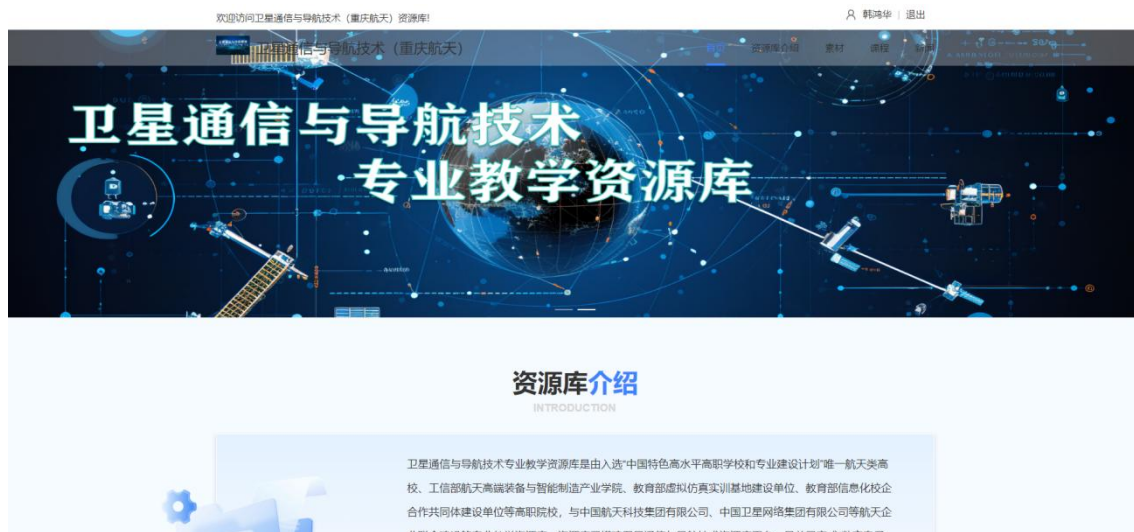 欢迎访问卫星通信与导航技术（重庆航天）资源库!
韩鸿华 | 退出
卫星通信与导航技术（重庆航天）
首页 资源库介绍 素材 课程
卫星通信与导航技术
专业教学资源库
资源库介绍
INTRODUCTION
卫星通信与导航技术专业教学资源库是由入选“中国特色高水平高职学校和专业建设计划”唯一航天类高
校、工信部航天高端装备与智能制造产业学院、教育部虚拟仿真实训基地建设单位、教育部信息化校企
合作共同体建设单位等高职院校，与中国航天科技集团有限公司、中国卫星网络集团有限公司等航天企